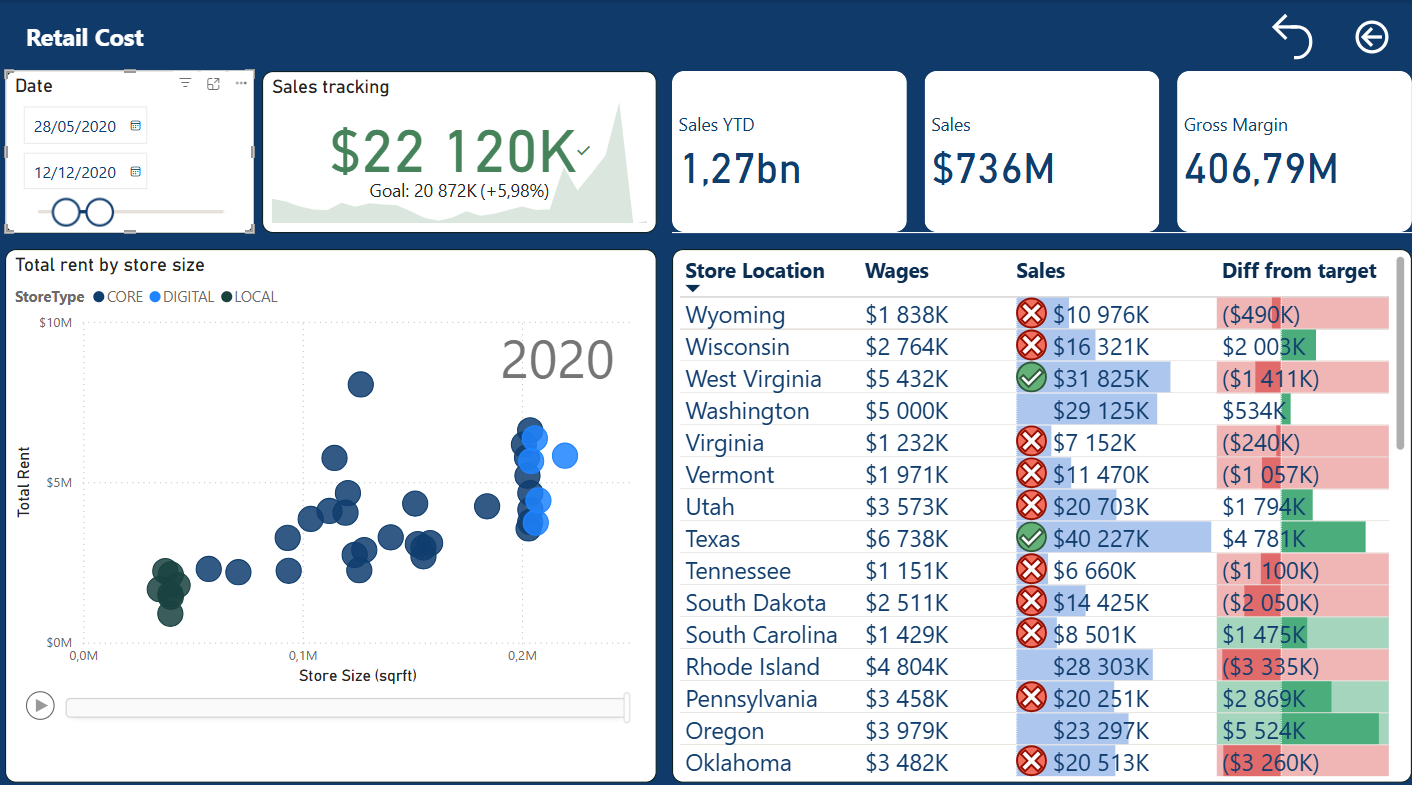 Retail Cost
Date
28/05/2020
12/12/2020
Sales tracking
$22 120K
Goal: 20 872K (+5,98%)
Sales YTD
1,27bn
Sales
$736M
Gross Margin
406,79M
Total rent by store size
StoreType CORE DIGITAL LOCAL
2020
Total Rent
$10M
$5M
$0M
0,0M 0,1M 0,2M
Store Size (sqrft)
Store Location Wages Sales Diff from target
Wyoming $1 838K $10 976K ($490K)
Wisconsin $2 764K $16 321K $2 003K
West Virginia $5 432K $31 825K ($1 411K)
Washington $5 000K $29 125K $534K
Virginia $1 232K $7 152K ($240K)
Vermont $1 971K $11 470K ($1 057K)
Utah $3 573K $20 703K $1 794K
Texas $6 738K $40 227K $4 781K
Tennessee $1 151K $6 660K ($1 100K)
South Dakota $2 511K $14 425K ($2 050K)
South Carolina $1 429K $8 501K $1 475K
Rhode Island $4 804K $28 303K ($3 335K)
Pennsylvania $3 458K $20 251K $2 869K
Oregon $3 979K $23 297K $5 524K
Oklahoma $3 482K $20 513K ($3 260K)